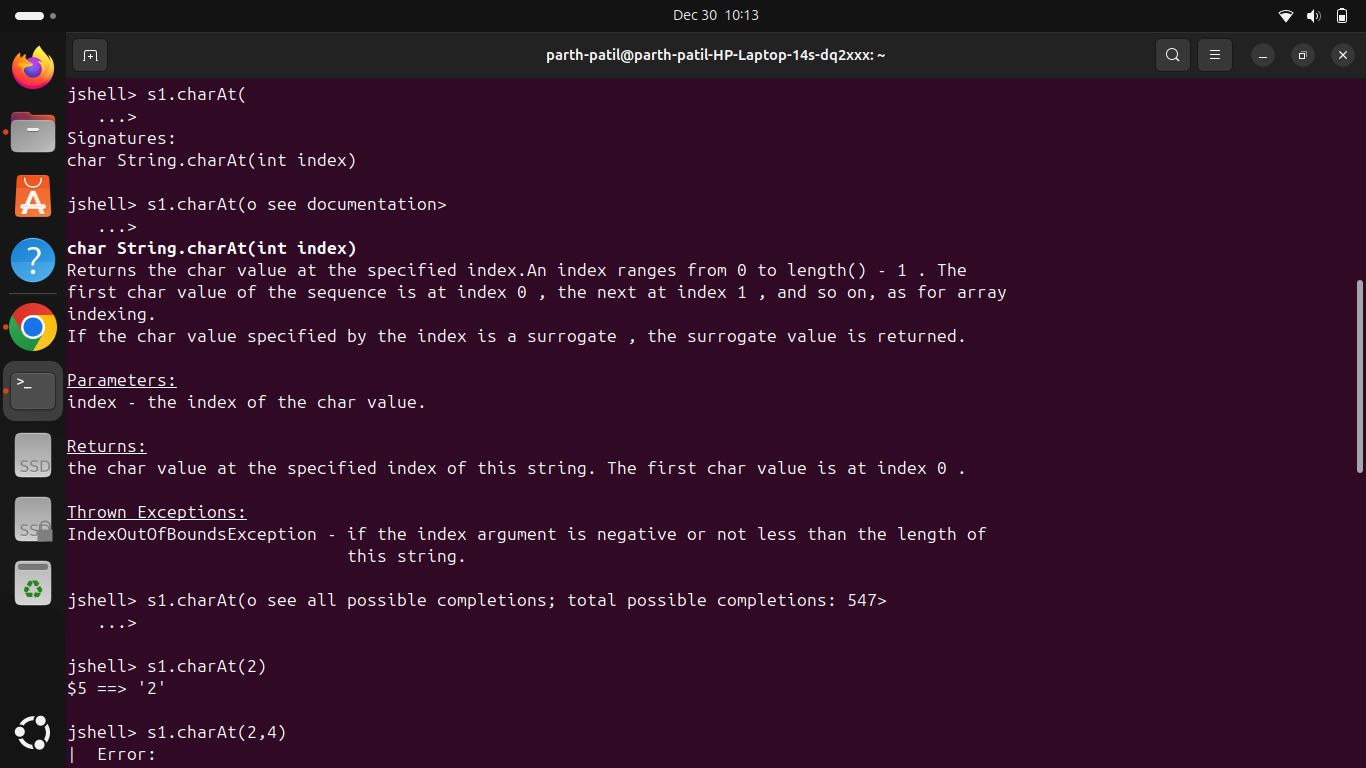 Dec 30 10:13
parth-patil@parth-patil-HP-Laptop-14s-dq2xxx: ~
jshell> s1.charAt(
   ...>
Signatures:
char String.charAt(int index)
jshell> s1.charAt(o see documentation>
   ...>
char String.charAt(int index)
Returns the char value at the specified index.An index ranges from 0 to length() - 1 . The
first char value of the sequence is at index 0 , the next at index 1 , and so on, as for array
indexing.
If the char value specified by the index is a surrogate , the surrogate value is returned.
Parameters:
index - the index of the char value.
Returns:
the char value at the specified index of this string. The first char value is at index 0 .
Thrown Exceptions:
IndexOutOfBoundsException - if the index argument is negative or not less than the length of
                            this string.
jshell> s1.charAt(o see all possible completions; total possible completions: 547>
   ...>
jshell> s1.charAt(2)
$5 ==> '2'
jshell> s1.charAt(2,4)
|  Error:
?
>_
SSD
SSD